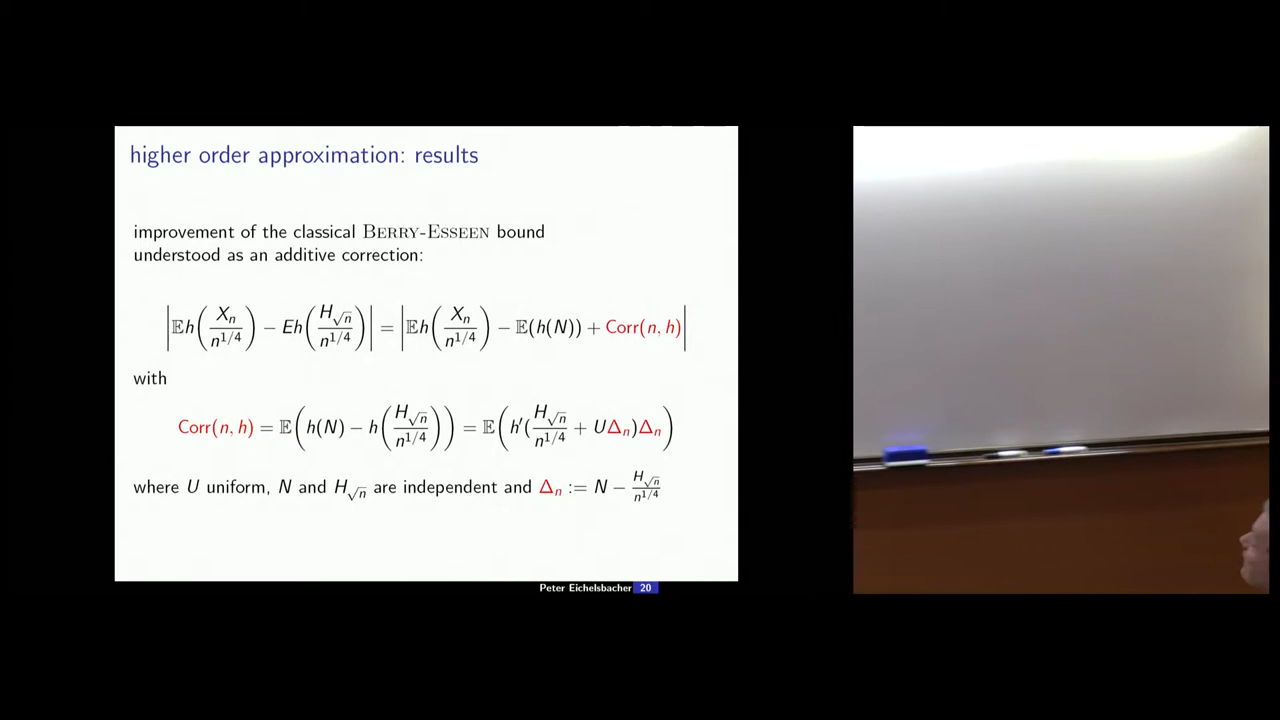 higher order approximation: results
improvement of the classical BERRY-ESSEEN bound
understood as an additive correction:
|𝔼h(X_n / n^{1/4}) − Eh(H_{√n} / n^{1/4})| = |𝔼h(X_n / n^{1/4}) − 𝔼(h(N)) + Corr(n, h)|
with
Corr(n, h) = 𝔼(h(N) − h(H_{√n} / n^{1/4})) = 𝔼(h′(H_{√n} / n^{1/4} + UΔ_n)Δ_n)
where U uniform, N and H_{√n} are independent and Δ_n := N − H_{√n} / n^{1/4}
Peter Eichelsbacher 20